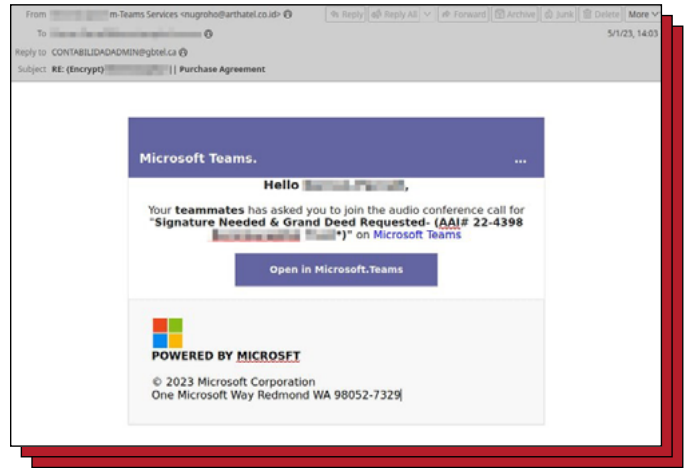 From m-Teams Services <nugroho@arthatel.co.id> Reply Reply All Forward Archive Junk Delete More
To 5/1/23, 14:03
Reply to CONTABILIDADADMIN@gbtel.ca
Subject RE: (Encrypt) || Purchase Agreement
Microsoft Teams. ...
Hello ,
Your teammates has asked you to join the audio conference call for
"Signature Needed & Grand Deed Requested- (AAI# 22-4398
*)" on Microsoft Teams
Open in Microsoft.Teams
POWERED BY MICROSFT
© 2023 Microsoft Corporation
One Microsoft Way Redmond WA 98052-7329